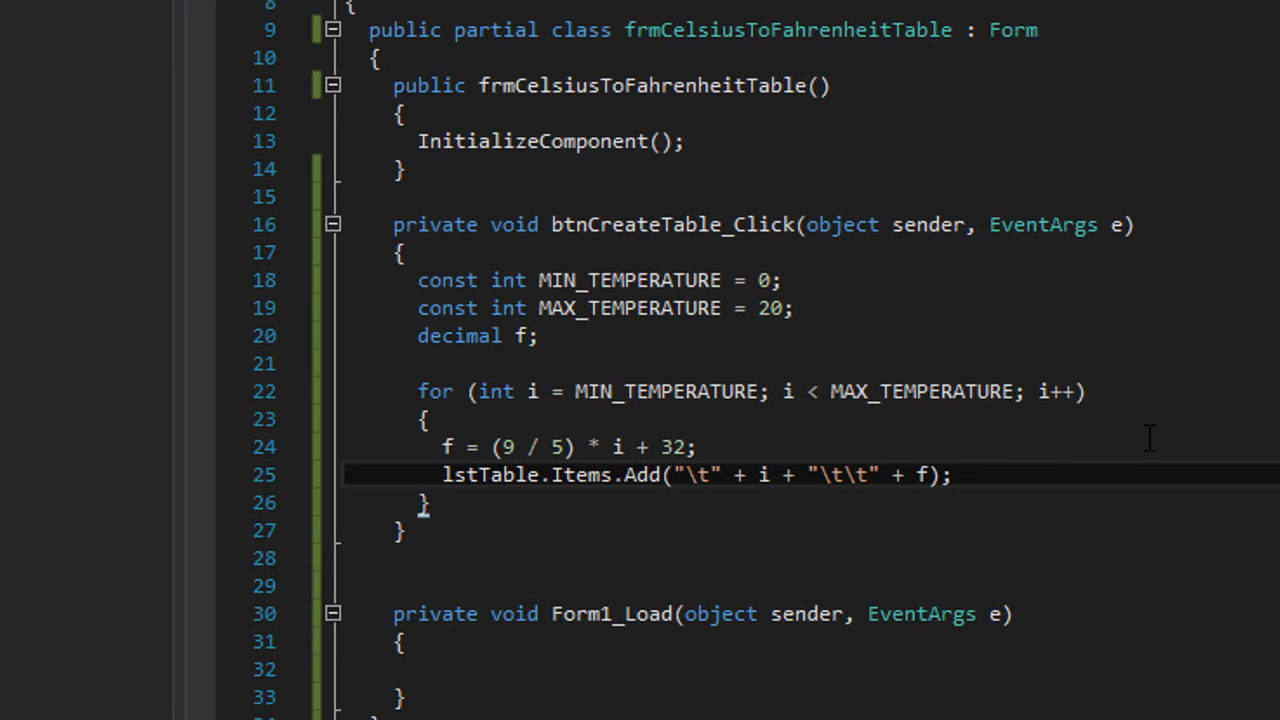 8 {
9 public partial class frmCelsiusToFahrenheitTable : Form
10 {
11 public frmCelsiusToFahrenheitTable()
12 {
13 InitializeComponent();
14 }
15
16 private void btnCreateTable_Click(object sender, EventArgs e)
17 {
18 const int MIN_TEMPERATURE = 0;
19 const int MAX_TEMPERATURE = 20;
20 decimal f;
21
22 for (int i = MIN_TEMPERATURE; i < MAX_TEMPERATURE; i++)
23 {
24 f = (9 / 5) * i + 32;
25 lstTable.Items.Add("\t" + i + "\t\t" + f);
26 }
27 }
28
29
30 private void Form1_Load(object sender, EventArgs e)
31 {
32
33 }